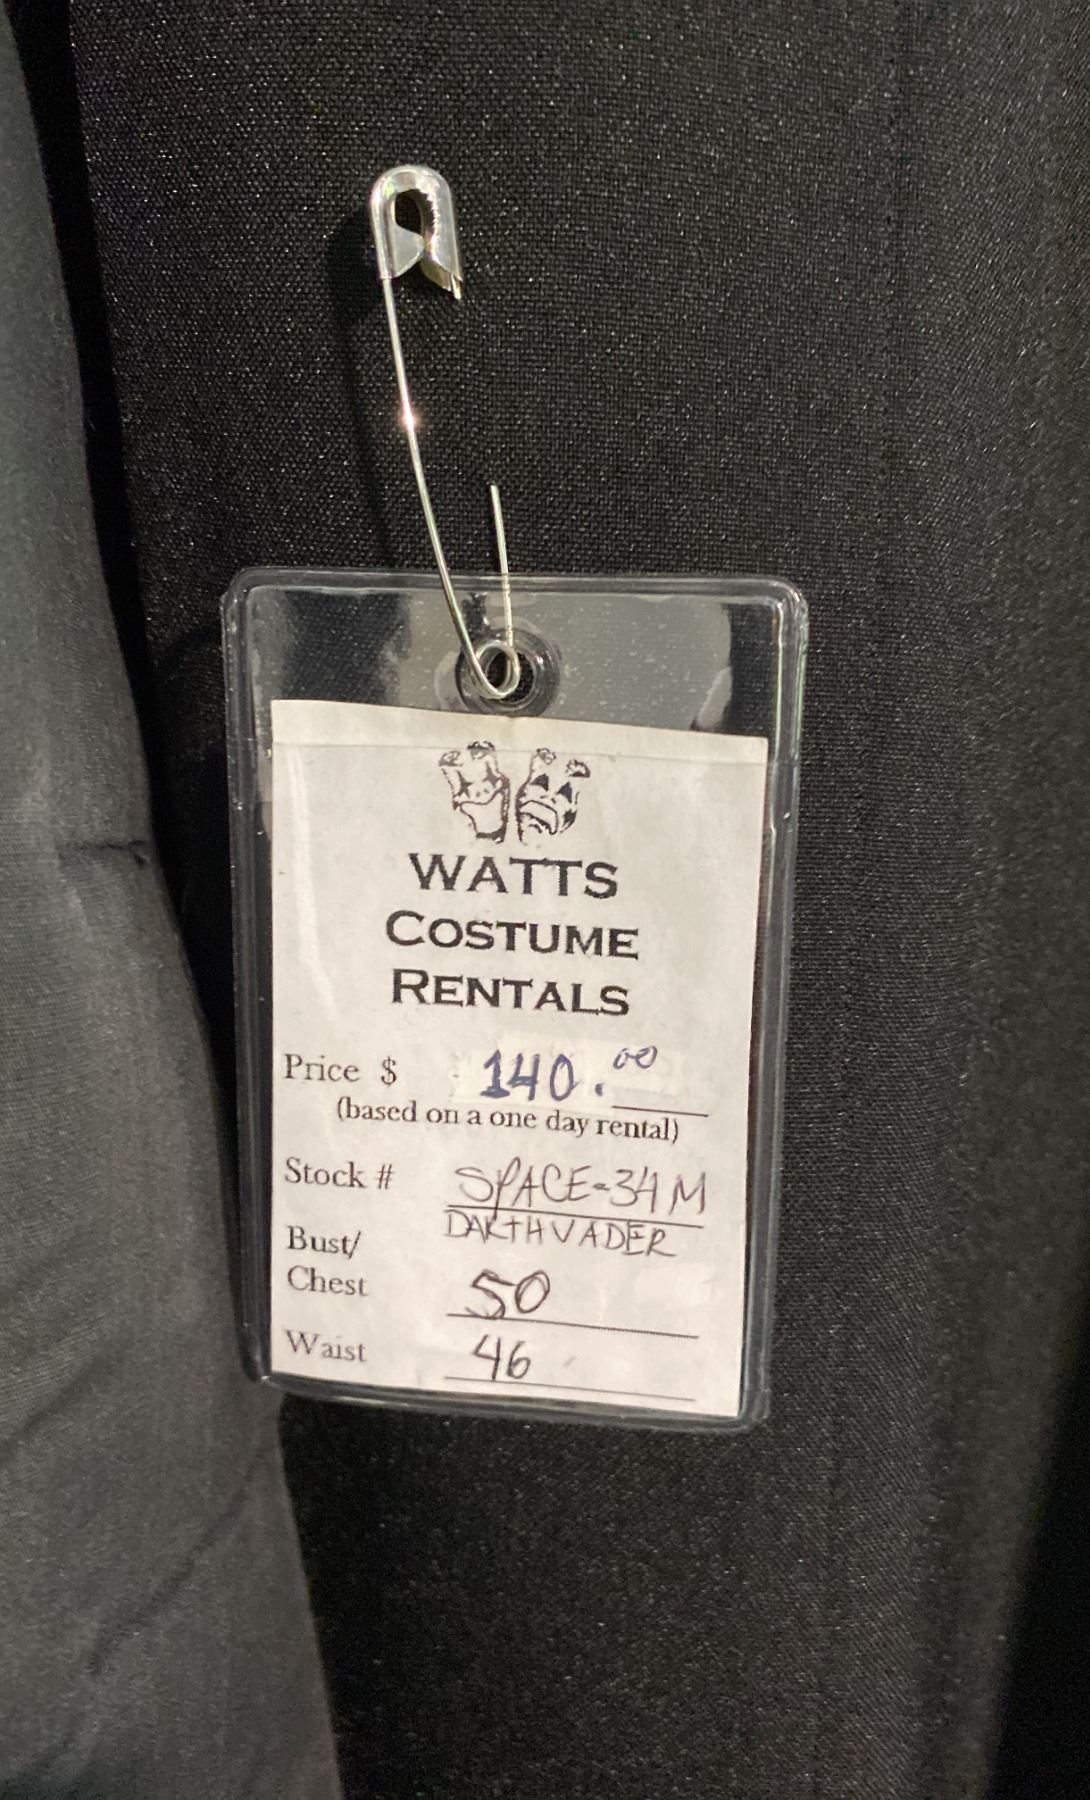 WATTS
COSTUME
RENTALS
Price $ 140.00
(based on a one day rental)
Stock # SPACE-34M
DARTHVADER
Bust/
Chest 50
Waist 46